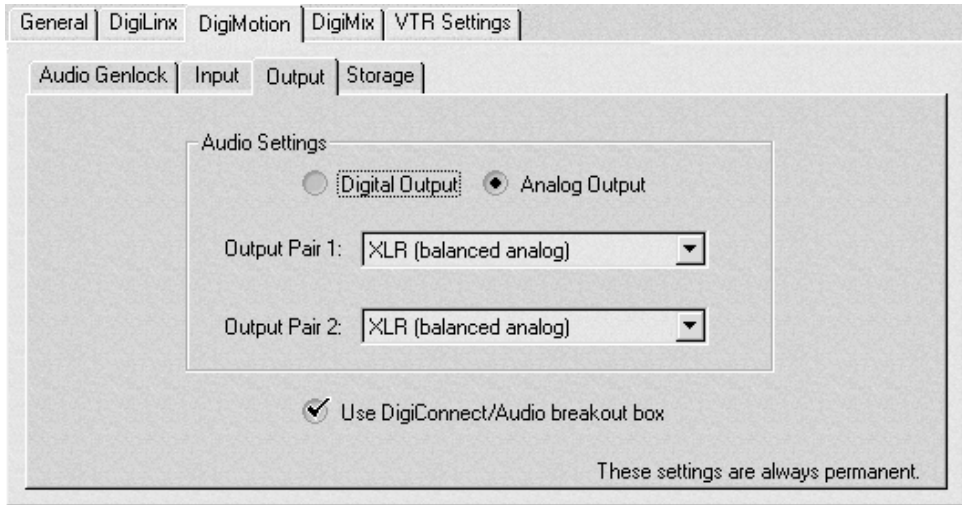 General DigiLinx DigiMotion DigiMix VTR Settings
Audio Genlock Input Output Storage
Audio Settings
Digital Output Analog Output
Output Pair 1: XLR (balanced analog)
Output Pair 2: XLR (balanced analog)
Use DigiConnect/Audio breakout box
These settings are always permanent.